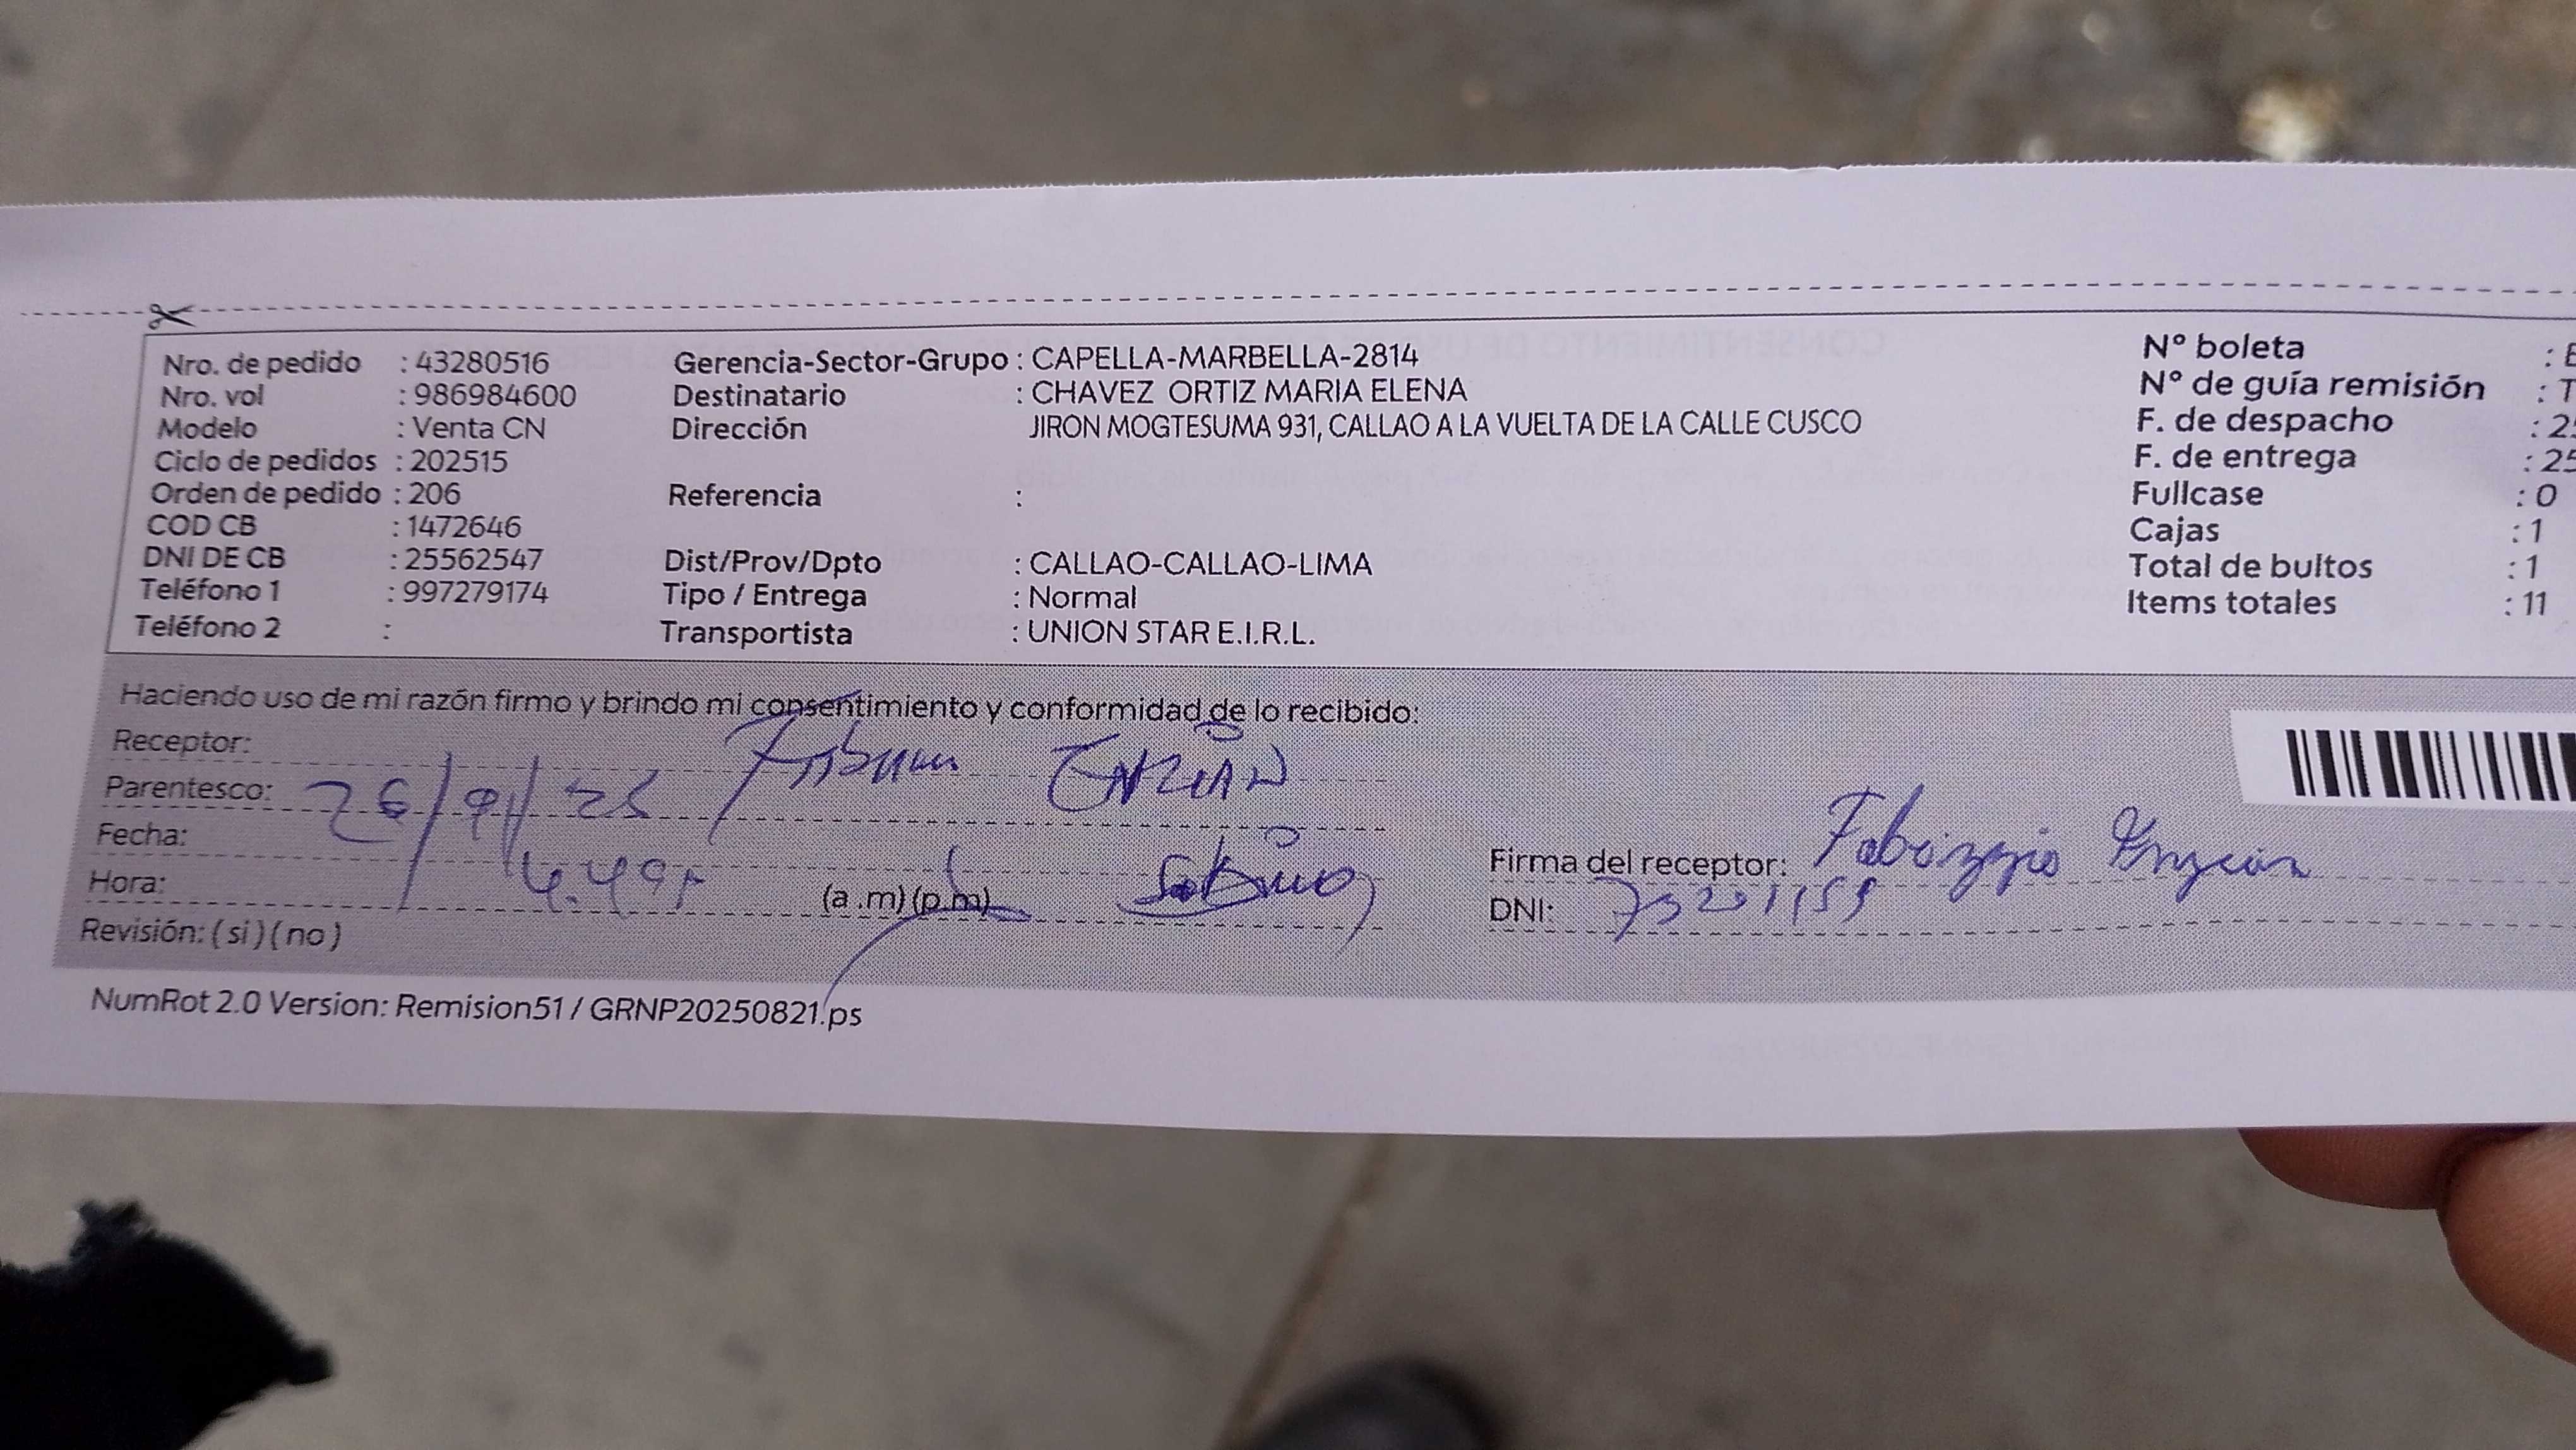 Nro. de pedido : 43280516 Gerencia-Sector-Grupo : CAPELLA-MARBELLA-2814 N° boleta :
Nro. vol : 986984600 Destinatario : CHAVEZ ORTIZ MARIA ELENA N° de guía remisión : T
Modelo : Venta CN Dirección JIRON MOGTESUMA 931, CALLAO A LA VUELTA DE LA CALLE CUSCO F. de despacho : 2
Ciclo de pedidos : 202515 F. de entrega : 25
Orden de pedido : 206 Referencia : Fullcase : 0
COD CB : 1472646 Cajas : 1
DNI DE CB : 25562547 Dist/Prov/Dpto : CALLAO-CALLAO-LIMA Total de bultos : 1
Teléfono 1 : 997279174 Tipo / Entrega : Normal Items totales : 11
Teléfono 2 : Transportista : UNION STAR E.I.R.L.
Haciendo uso de mi razón firmo y brindo mi consentimiento y conformidad de lo recibido:
Receptor:
Parentesco:
Fecha:
Hora: (a .m) (p.m)
Revisión: ( si ) ( no )
Firma del receptor: Fabrizzio
DNI:
NumRot 2.0 Version: Remision51 / GRNP20250821.ps